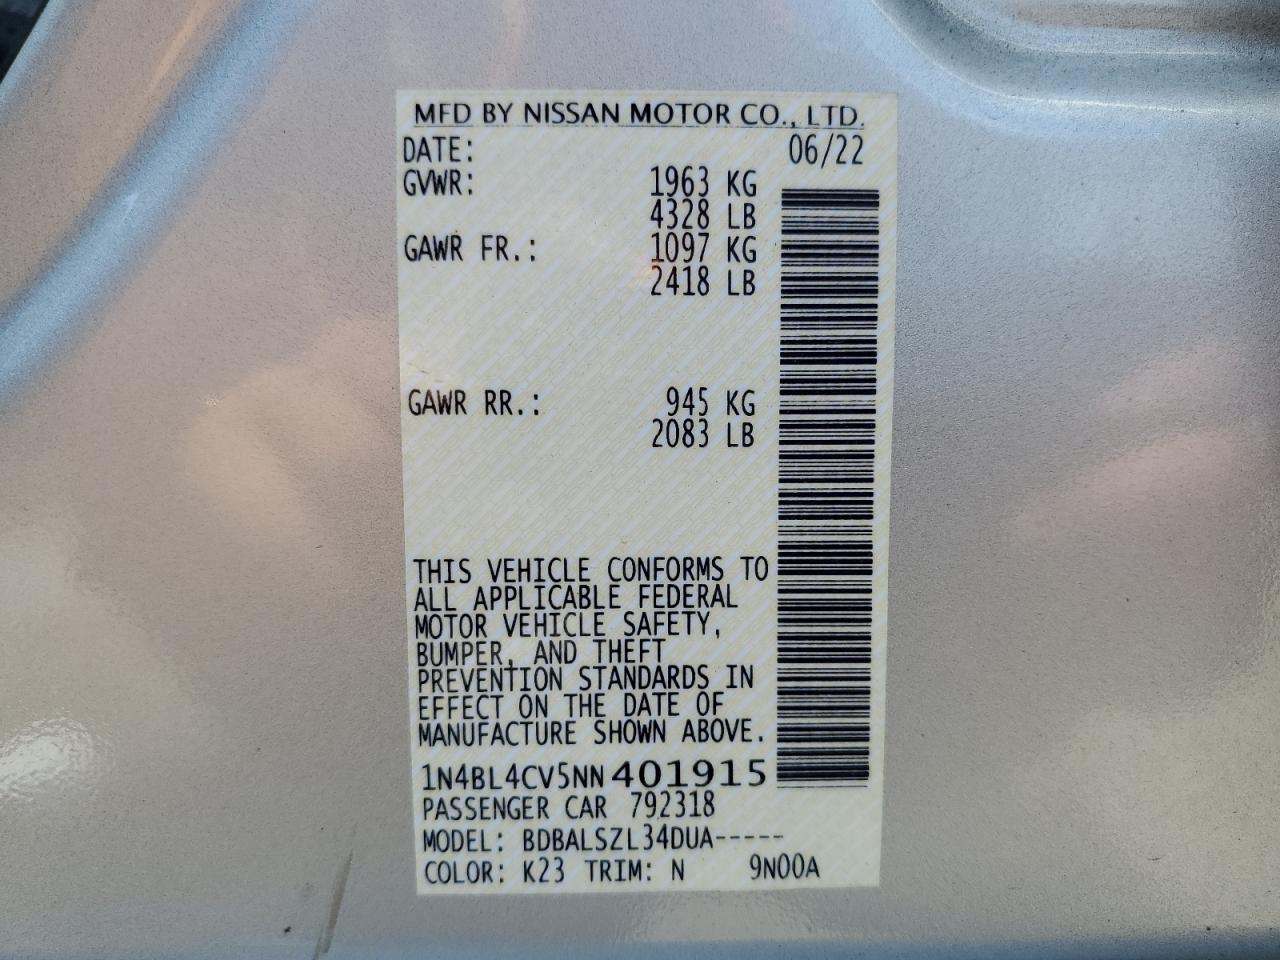 MFD BY NISSAN MOTOR CO., LTD.
DATE: 06/22
GVWR: 1963 KG
4328 LB
GAWR FR.: 1097 KG
2418 LB
GAWR RR.: 945 KG
2083 LB
THIS VEHICLE CONFORMS TO
ALL APPLICABLE FEDERAL
MOTOR VEHICLE SAFETY,
BUMPER, AND THEFT
PREVENTION STANDARDS IN
EFFECT ON THE DATE OF
MANUFACTURE SHOWN ABOVE.
1N4BL4CV5NN401915
PASSENGER CAR 792318
MODEL: BDBALSZL34DUA-----
COLOR: K23 TRIM: N 9N00A